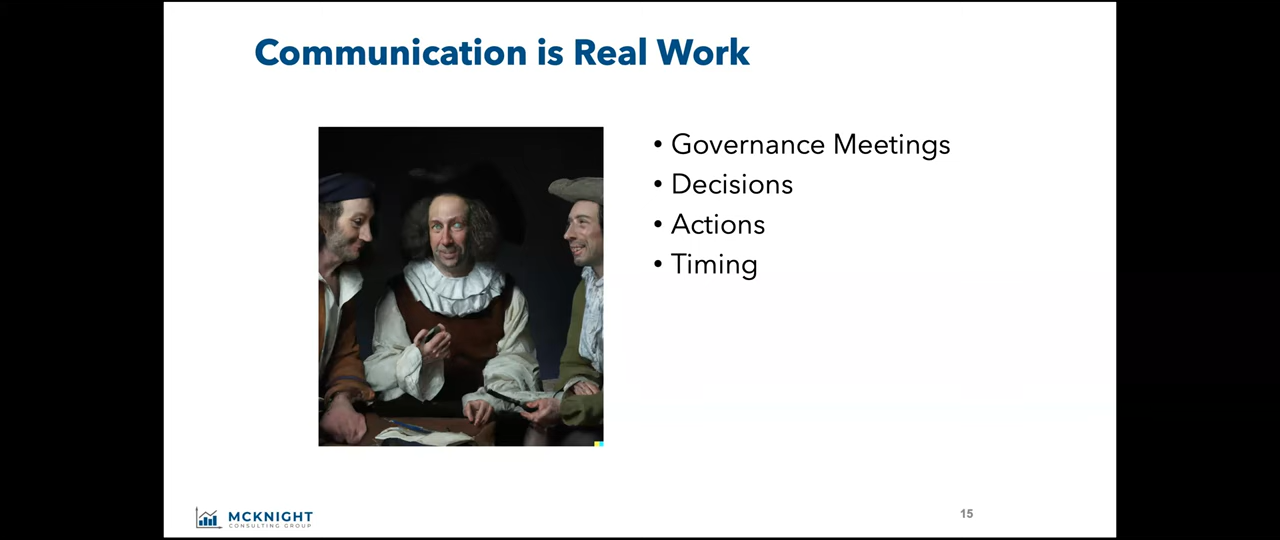 Communication is Real Work
• Governance Meetings
• Decisions
• Actions
• Timing
MCKNIGHT
CONSULTING GROUP
15